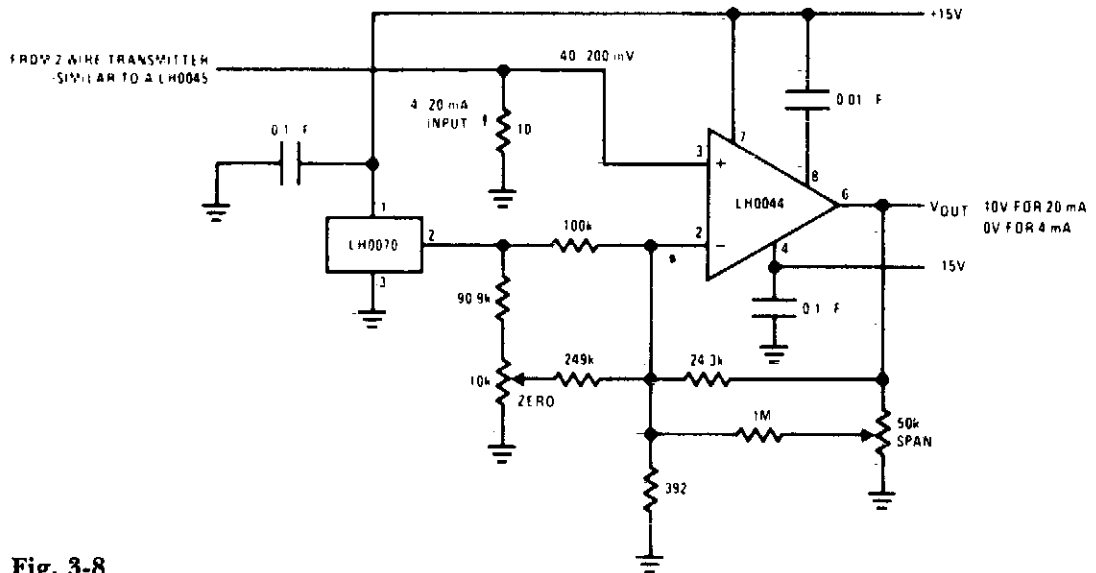 +15V
FROM 2 WIRE TRANSMITTER
SIMILAR TO A LH0045
40 200 mV
0.01 F
4 20 mA
INPUT
10
0.1 F
7
3
+
8
LH0044
6
VOUT 10V FOR 20 mA
0V FOR 4 mA
1
LH0070
2
100k
2
−
4
15V
3
90.9k
0.1 F
249k
24.3k
10k
ZERO
1M
50k
SPAN
392
Fig. 3-8